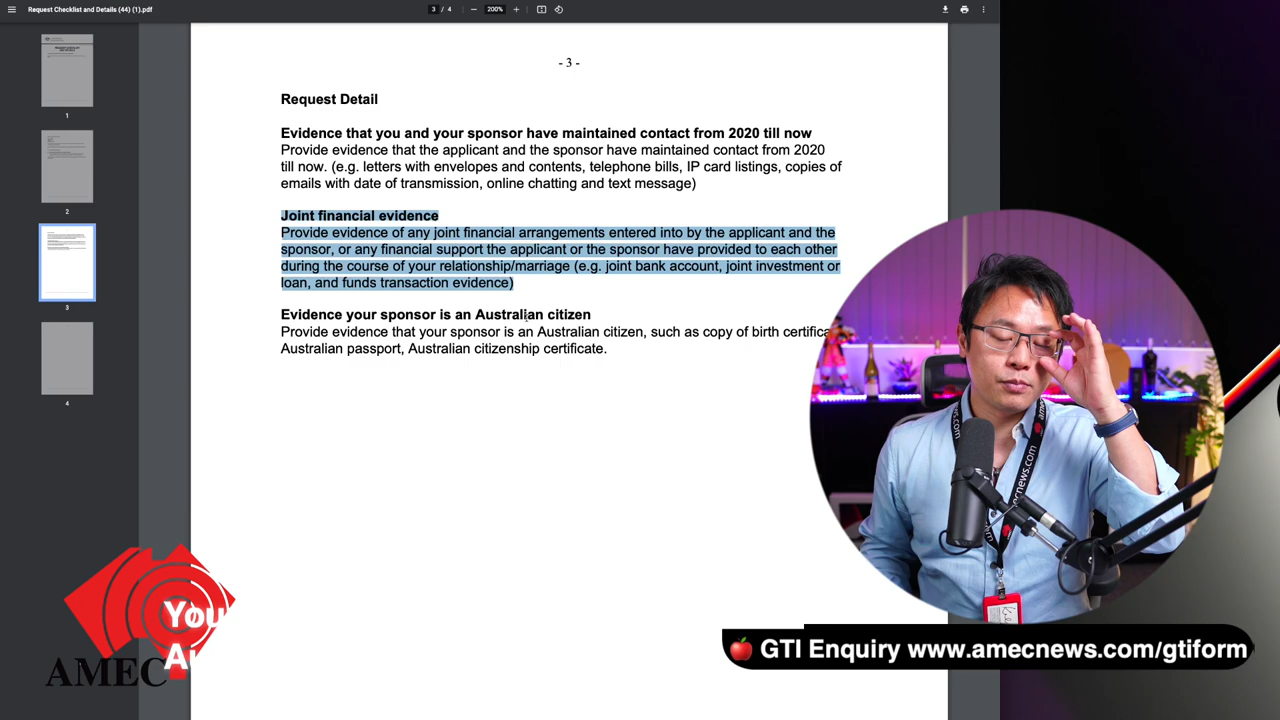 Request Checklist and Details (44) (1).pdf
3 / 4
200%
- 3 -
Request Detail
Evidence that you and your sponsor have maintained contact from 2020 till now
Provide evidence that the applicant and the sponsor have maintained contact from 2020
till now. (e.g. letters with envelopes and contents, telephone bills, IP card listings, copies of
emails with date of transmission, online chatting and text message)
Joint financial evidence
Provide evidence of any joint financial arrangements entered into by the applicant and the
sponsor, or any financial support the applicant or the sponsor have provided to each other
during the course of your relationship/marriage (e.g. joint bank account, joint investment or
loan, and funds transaction evidence)
Evidence your sponsor is an Australian citizen
Provide evidence that your sponsor is an Australian citizen, such as copy of birth certifica
Australian passport, Australian citizenship certificate.
1
2
3
4
amecnews.com
AMEC
You
Au
GTI Enquiry www.amecnews.com/gtiform